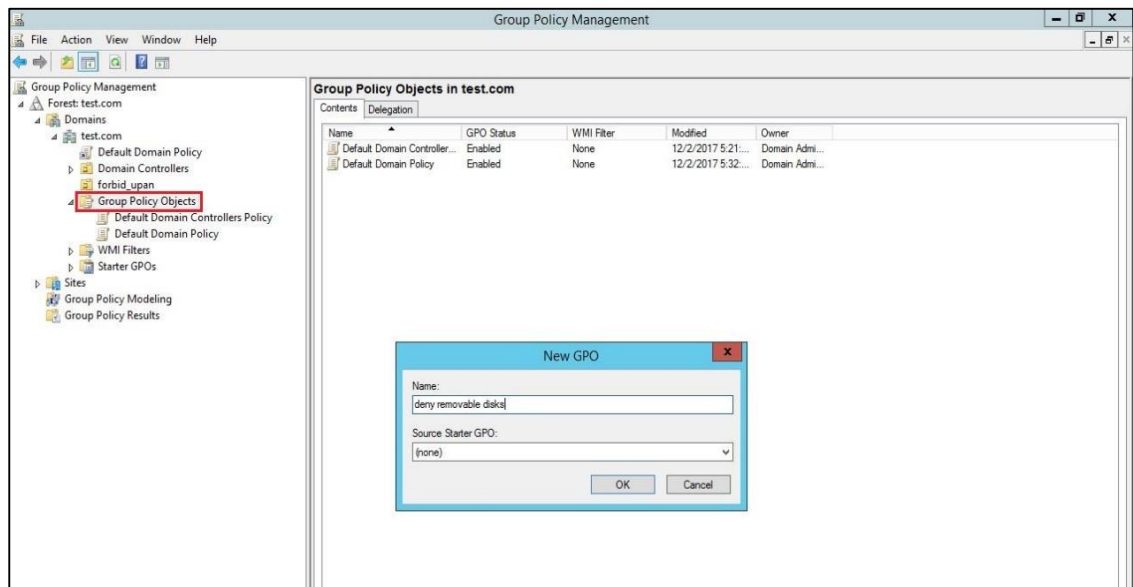 Group Policy Management
File Action View Window Help
Group Policy Management
Forest: test.com
Domains
test.com
Default Domain Policy
Domain Controllers
forbid_upan
Group Policy Objects
Default Domain Controllers Policy
Default Domain Policy
WMI Filters
Starter GPOs
Sites
Group Policy Modeling
Group Policy Results
Group Policy Objects in test.com
Contents Delegation
Name GPO Status WMI Filter Modified Owner
Default Domain Controller... Enabled None 12/2/2017 5:21:... Domain Admi...
Default Domain Policy Enabled None 12/2/2017 5:32:... Domain Admi...
New GPO
Name:
deny removable disks
Source Starter GPO:
(none)
OK Cancel